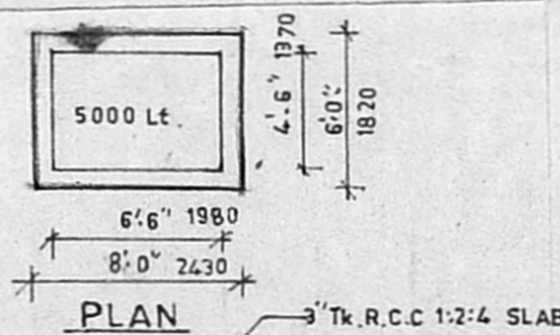 5000 Lt.
4'.6" 1370
6'.0" 1820
6'.6" 1980
8'.0" 2430
PLAN
3"Tk.R.C.C 1:2:4 SLAB